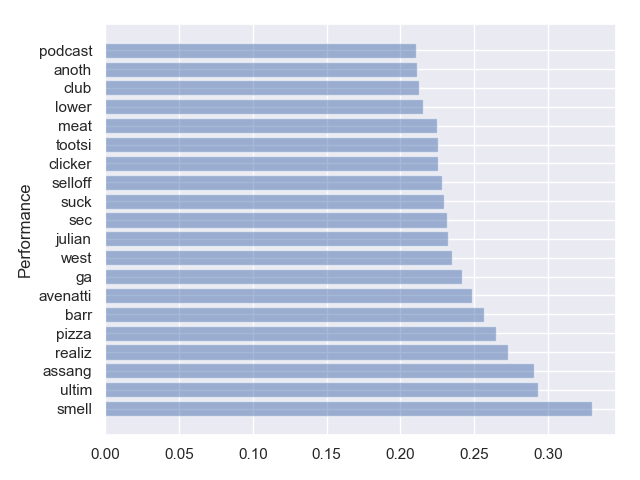 podcast
anoth
club
lower
meat
tootsi
clicker
selloff
suck
sec
julian
west
ga
avenatti
barr
pizza
realiz
assang
ultim
smell
Performance
0.00 0.05 0.10 0.15 0.20 0.25 0.30